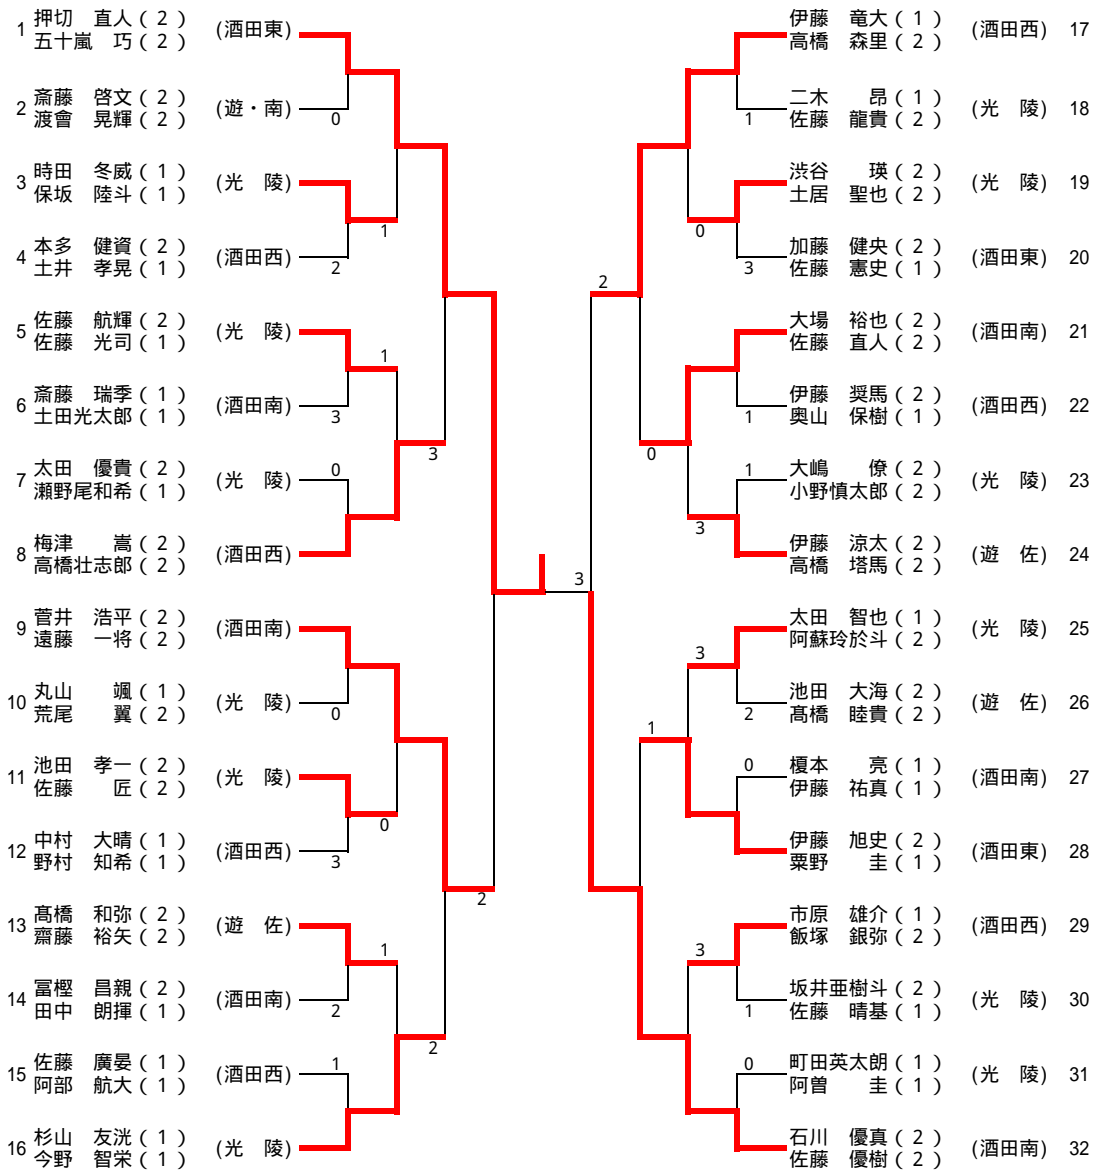 1 押切　直人(2) (酒田東)
五十嵐　巧(2)
2 斎藤　啓文(2) (遊・南)
渡會　晃輝(2)
0
3 時田　冬威(1) (光　陵)
保坂　陸斗(1)
1
4 本多　健資(2) (酒田西)
土井　孝晃(1)
2
5 佐藤　航輝(2) (光　陵)
佐藤　光司(1)
1
6 斎藤　瑞季(1) (酒田南)
土田光太郎(1)
3
3
7 太田　優貴(2) (光　陵)
瀬野尾和希(1)
0
8 梅津　　嵩(2) (酒田西)
高橋壮志郎(2)
9 菅井　浩平(2) (酒田南)
遠藤　一将(2)
10 丸山　　颯(1) (光　陵)
荒尾　　翼(2)
0
11 池田　孝一(2) (光　陵)
佐藤　　匠(2)
0
12 中村　大晴(1) (酒田西)
野村　知希(1)
3
2
13 髙橋　和弥(2) (遊　佐)
齋藤　裕矢(2)
1
14 冨樫　昌親(2) (酒田南)
田中　朗揮(1)
2
2
15 佐藤　廣晏(1) (酒田西)
阿部　航大(1)
1
16 杉山　友洸(1) (光　陵)
今野　智栄(1)
3
伊藤　竜大(1) (酒田西) 17
高橋　森里(2)
二木　　昂(1) (光　陵) 18
佐藤　龍貴(2)
1
渋谷　　瑛(2) (光　陵) 19
土居　聖也(2)
0
加藤　健央(2) (酒田東) 20
佐藤　憲史(1)
3
2
大場　裕也(2) (酒田南) 21
佐藤　直人(2)
伊藤　奨馬(2) (酒田西) 22
奥山　保樹(1)
1
0
大嶋　　僚(2) (光　陵) 23
小野慎太郎(2)
1
3
伊藤　涼太(2) (遊　佐) 24
高橋　塔馬(2)
太田　智也(1) (光　陵) 25
阿蘇玲於斗(2)
3
池田　大海(2) (遊　佐) 26
髙橋　睦貴(2)
2
1
榎本　　亮(1) (酒田南) 27
伊藤　祐真(1)
0
伊藤　旭史(2) (酒田東) 28
粟野　　圭(1)
市原　雄介(1) (酒田西) 29
飯塚　銀弥(2)
3
坂井亜樹斗(2) (光　陵) 30
佐藤　晴基(1)
1
町田英太朗(1) (光　陵) 31
阿曽　　圭(1)
0
石川　優真(2) (酒田南) 32
佐藤　優樹(2)